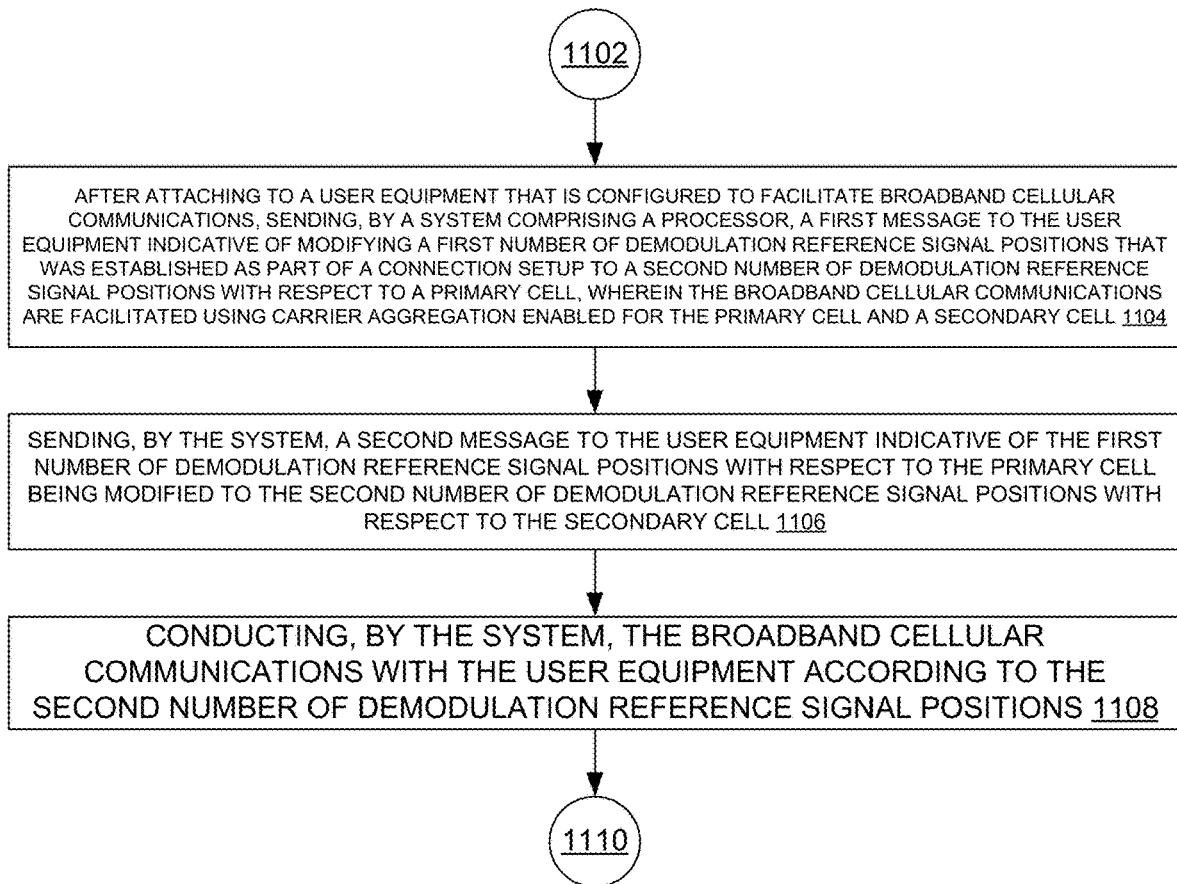 1102
AFTER ATTACHING TO A USER EQUIPMENT THAT IS CONFIGURED TO FACILITATE BROADBAND CELLULAR
COMMUNICATIONS, SENDING, BY A SYSTEM COMPRISING A PROCESSOR, A FIRST MESSAGE TO THE USER
EQUIPMENT INDICATIVE OF MODIFYING A FIRST NUMBER OF DEMODULATION REFERENCE SIGNAL POSITIONS THAT
WAS ESTABLISHED AS PART OF A CONNECTION SETUP TO A SECOND NUMBER OF DEMODULATION REFERENCE
SIGNAL POSITIONS WITH RESPECT TO A PRIMARY CELL, WHEREIN THE BROADBAND CELLULAR COMMUNICATIONS
ARE FACILITATED USING CARRIER AGGREGATION ENABLED FOR THE PRIMARY CELL AND A SECONDARY CELL 1104
SENDING, BY THE SYSTEM, A SECOND MESSAGE TO THE USER EQUIPMENT INDICATIVE OF THE FIRST
NUMBER OF DEMODULATION REFERENCE SIGNAL POSITIONS WITH RESPECT TO THE PRIMARY CELL
BEING MODIFIED TO THE SECOND NUMBER OF DEMODULATION REFERENCE SIGNAL POSITIONS WITH
RESPECT TO THE SECONDARY CELL 1106
CONDUCTING, BY THE SYSTEM, THE BROADBAND CELLULAR
COMMUNICATIONS WITH THE USER EQUIPMENT ACCORDING TO THE
SECOND NUMBER OF DEMODULATION REFERENCE SIGNAL POSITIONS 1108
1110